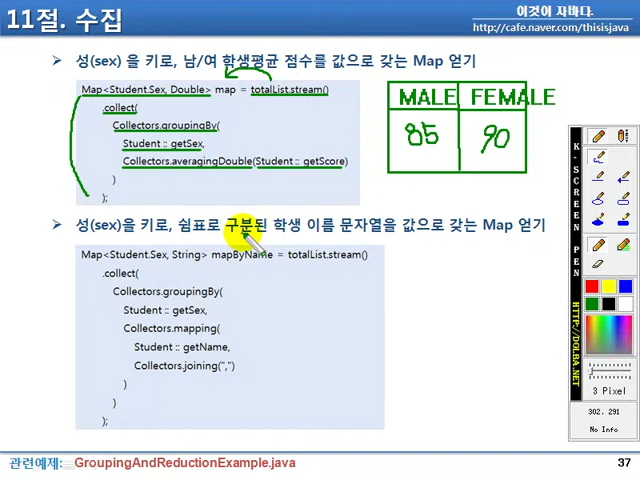 11절. 수집
이것이 자바다.
http://cafe.naver.com/thisisjava
➢ 성(sex) 을 키로, 남/여 학생평균 점수를 값으로 갖는 Map 얻기
Map<Student.Sex, Double> map = totalList.stream()
.collect(
Collectors.groupingBy(
Student :: getSex,
Collectors.averagingDouble(Student :: getScore)
)
);
MALE FEMALE
85 90
➢ 성(sex)을 키로, 쉼표로 구분된 학생 이름 문자열을 값으로 갖는 Map 얻기
Map<Student.Sex, String> mapByName = totalList.stream()
.collect(
Collectors.groupingBy(
Student :: getSex,
Collectors.mapping(
Student :: getName,
Collectors.joining(",")
)
)
);
K-SCREEN PEN
HTTP://DOLBA.NET
3 Pixel
302, 291
No Info
관련예제: GroupingAndReductionExample.java
37